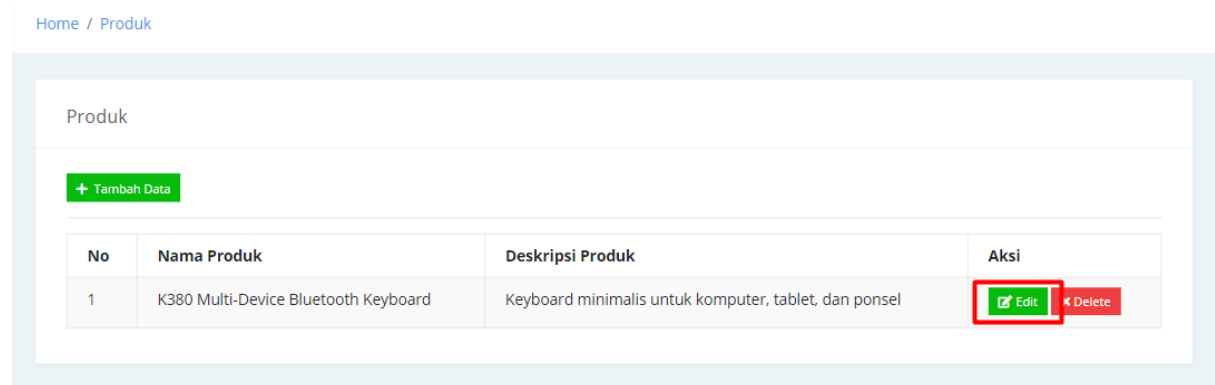 Home / Produk
Produk
+ Tambah Data
No Nama Produk Deskripsi Produk Aksi
1 K380 Multi-Device Bluetooth Keyboard Keyboard minimalis untuk komputer, tablet, dan ponsel Edit Delete